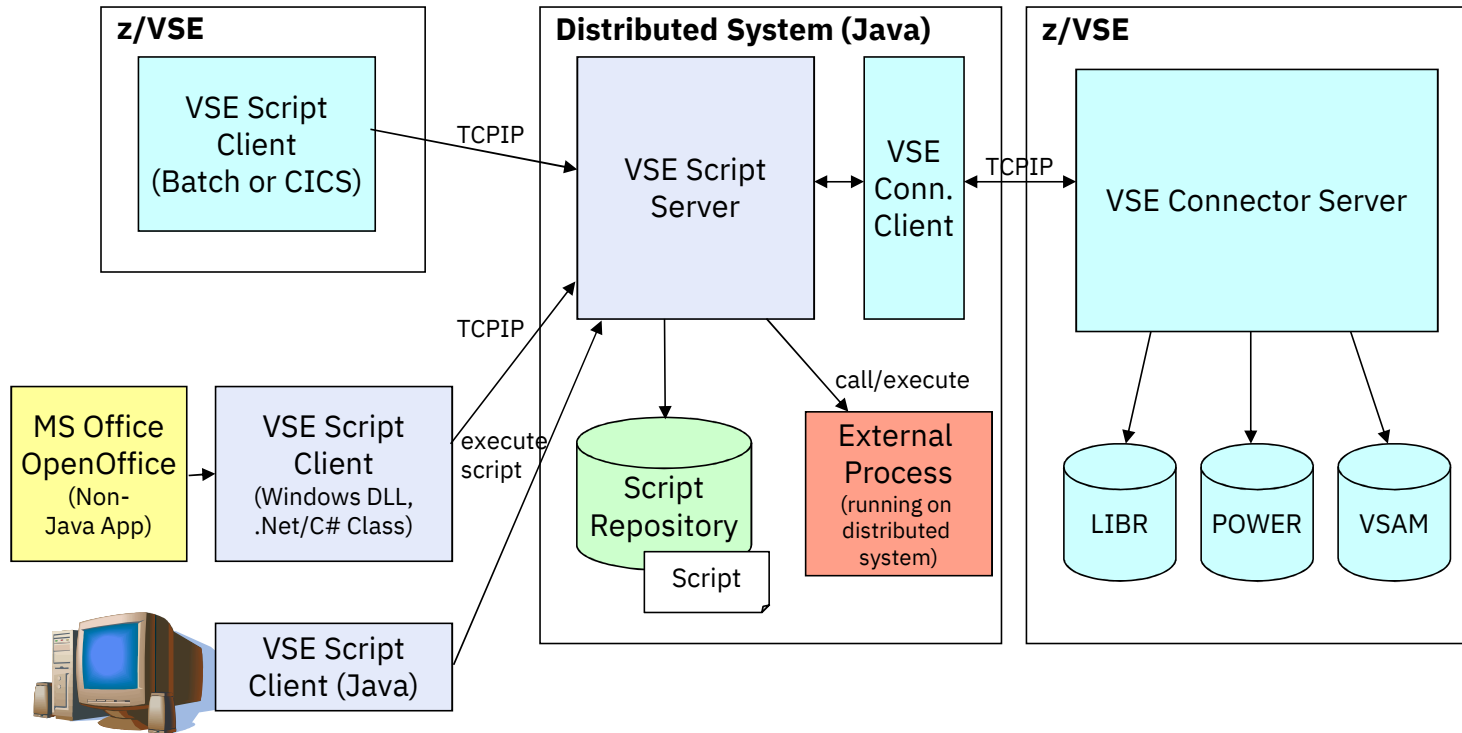 z/VSE
VSE Script
Client
(Batch or CICS)
TCPIP
Distributed System (Java)
VSE Script
Server
VSE
Conn.
Client
TCPIP
z/VSE
VSE Connector Server
TCPIP
MS Office
OpenOffice
(Non-
Java App)
VSE Script
Client
(Windows DLL,
.Net/C# Class)
execute
script
call/execute
Script
Repository
Script
External
Process
(running on
distributed
system)
LIBR
POWER
VSAM
VSE Script
Client (Java)